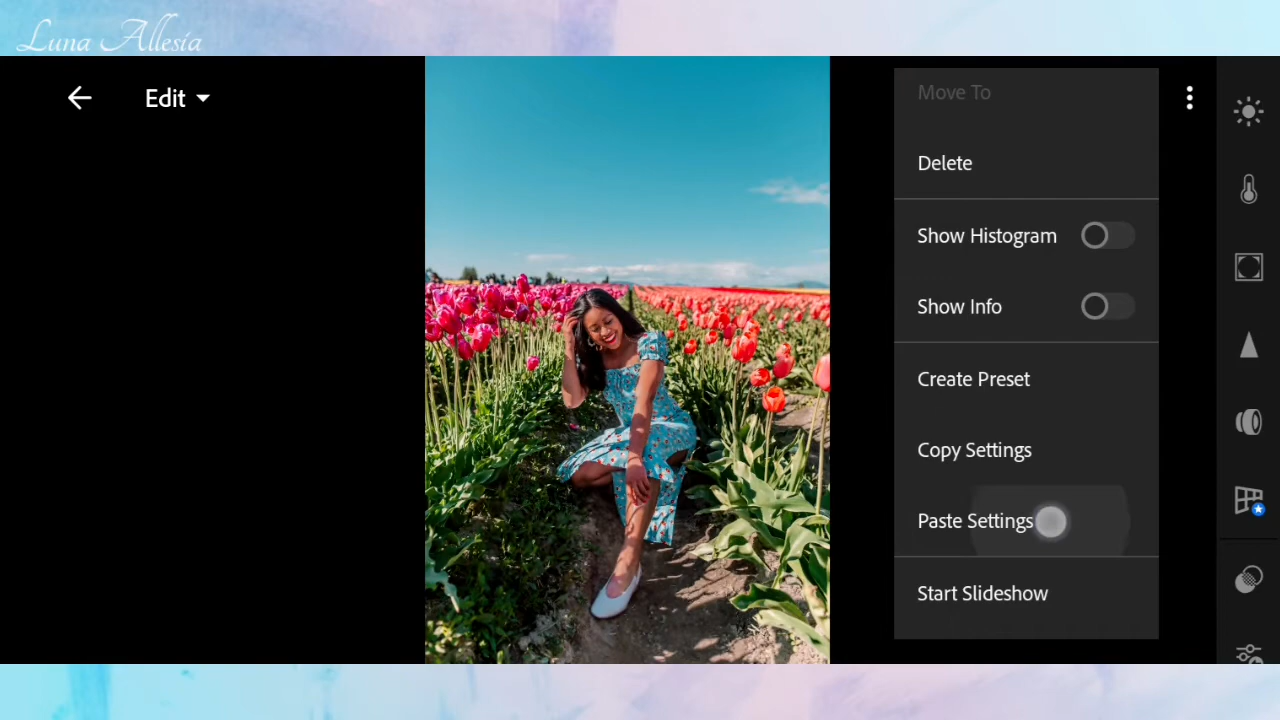 Luna Allesia
Edit
Move To
Delete
Show Histogram
Show Info
Create Preset
Copy Settings
Paste Settings
Start Slideshow